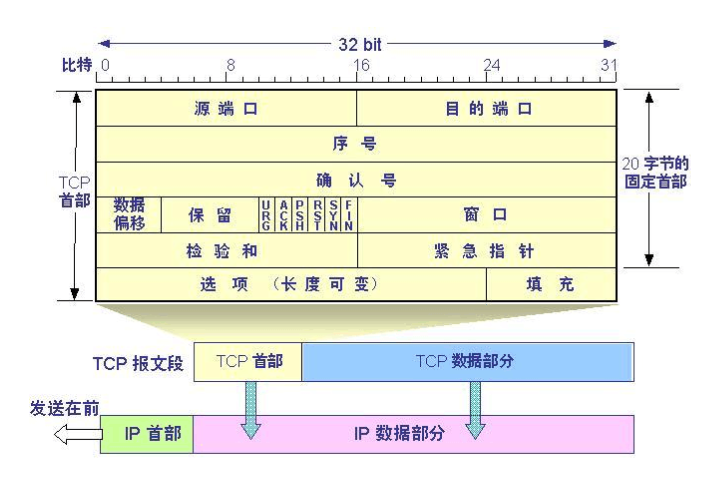 32 bit
比特 0 8 16 24 31
源端口 目的端口
序号
TCP
首部
20 字节的
固定首部
确认号
数据
偏移
保留
URG
ACK
PSH
RST
SYN
FIN
窗口
检验和 紧急指针
选项（长度可变） 填充
TCP 报文段 TCP 首部 TCP 数据部分
发送在前
IP 首部 IP 数据部分